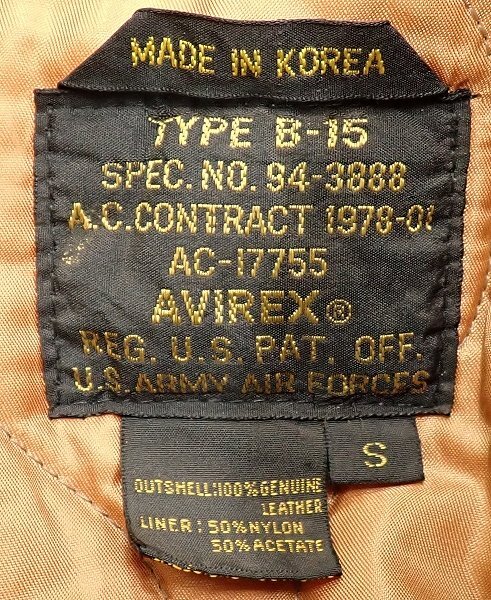 MADE IN KOREA
TYPE B-15
SPEC. NO. 94-3888
A.C. CONTRACT 1978-01
AC-17755
AVIREX ®
REG. U.S. PAT. OFF.
U.S. ARMY AIR FORCES
S
OUTSHELL:100% GENUINE
LEATHER
LINER: 50% NYLON
50% ACETATE